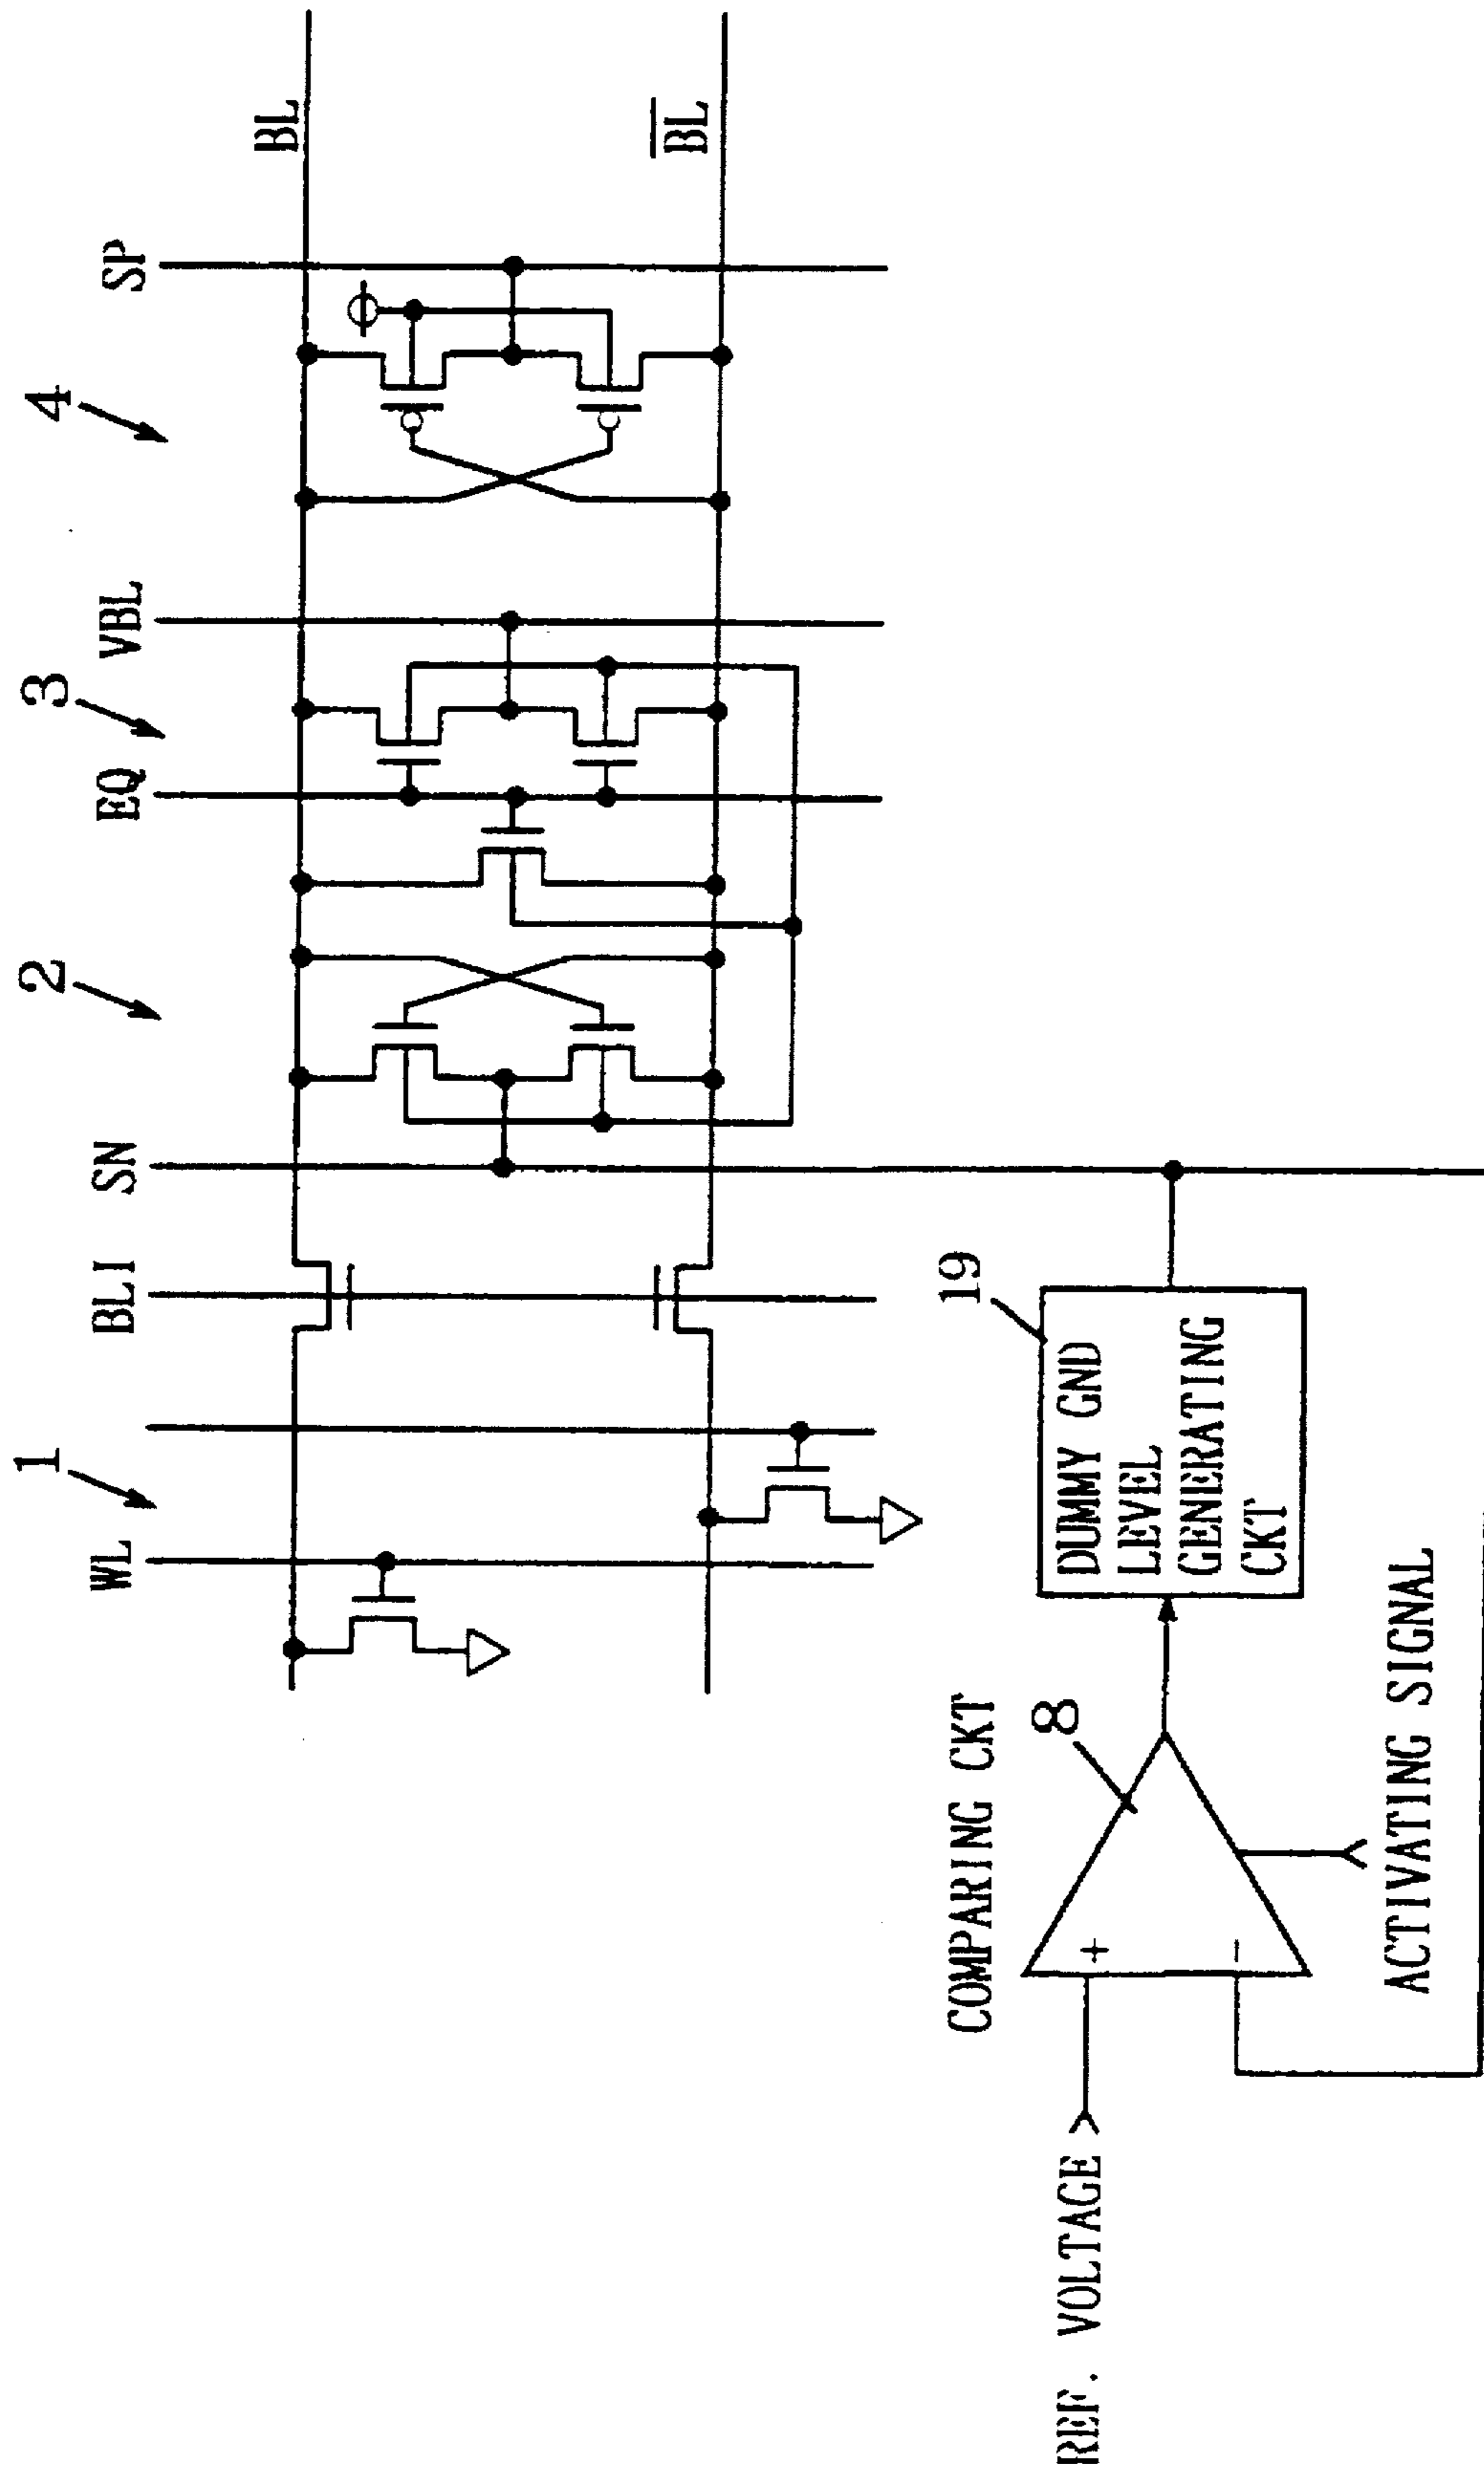 1
2
3
4
WL
BLI
SN
EQ
VBL
SP
BL
BL
COMPARING CKT
8
19
REF. VOLTAGE
+
−
DUMMY GND
LEVEL
GENERATING
CKT
ACTIVATING SIGNAL